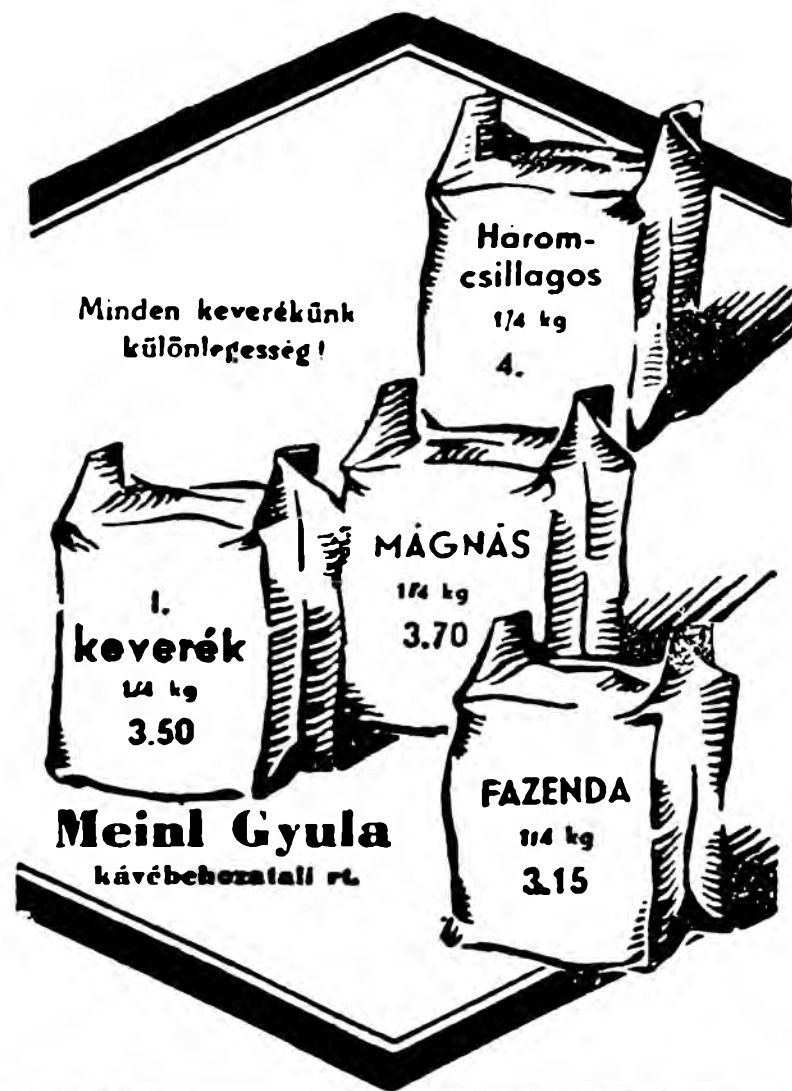 Három-
csillagos
1/4 kg
4.
Minden keverékünk
különlegesség!
MÁGNÁS
1/4 kg
3.70
I.
keverék
1/4 kg
3.50
FAZENDA
1/4 kg
3.15
Meinl Gyula
kávébehozatali rt.